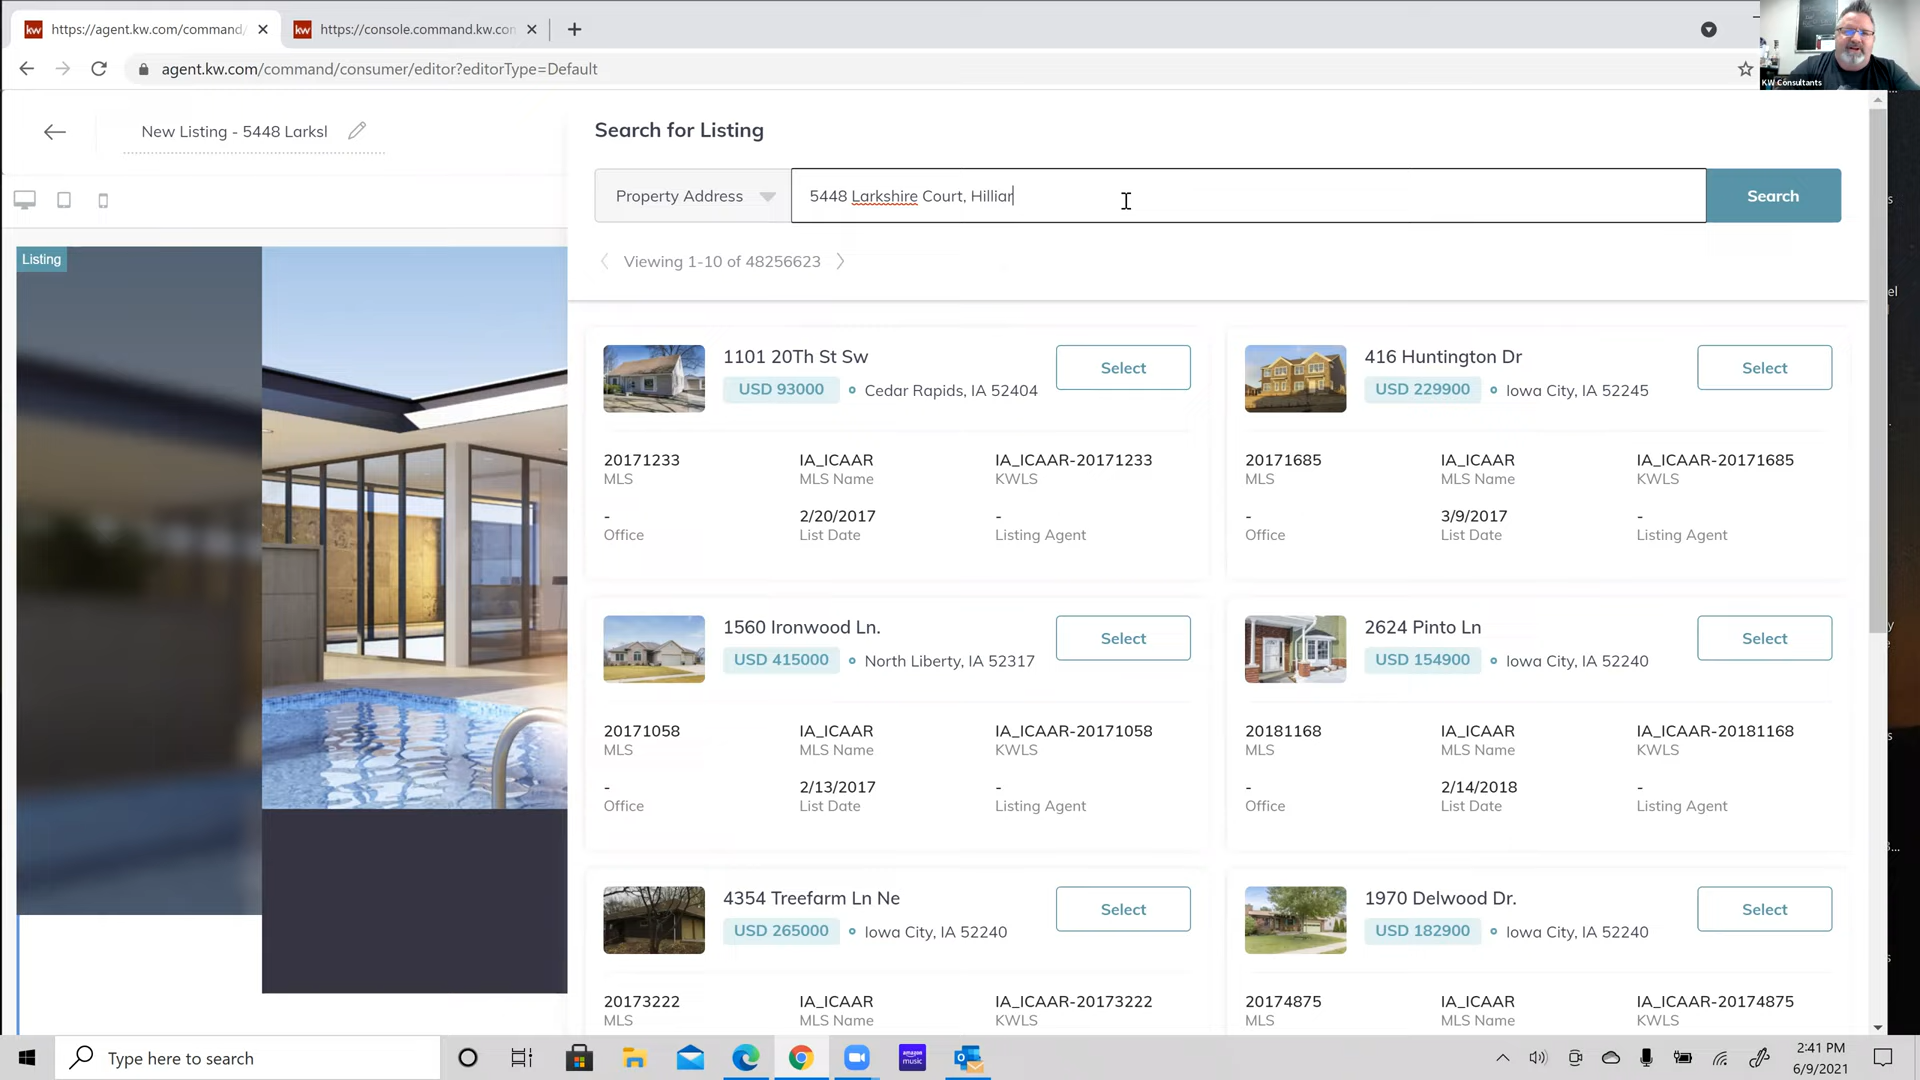 https://agent.kw.com/command/
https://console.command.kw.con
agent.kw.com/command/consumer/editor?editorType=Default
KW Consultants
New Listing - 5448 Larksl
Search for Listing
Property Address
5448 Larkshire Court, Hilliar
Search
Viewing 1-10 of 48256623
Listing
1101 20Th St Sw
USD 93000
Cedar Rapids, IA 52404
Select
20171233
MLS
IA_ICAAR
MLS Name
IA_ICAAR-20171233
KWLS
-
Office
2/20/2017
List Date
-
Listing Agent
416 Huntington Dr
USD 229900
Iowa City, IA 52245
Select
20171685
MLS
IA_ICAAR
MLS Name
IA_ICAAR-20171685
KWLS
-
Office
3/9/2017
List Date
-
Listing Agent
1560 Ironwood Ln.
USD 415000
North Liberty, IA 52317
Select
20171058
MLS
IA_ICAAR
MLS Name
IA_ICAAR-20171058
KWLS
-
Office
2/13/2017
List Date
-
Listing Agent
2624 Pinto Ln
USD 154900
Iowa City, IA 52240
Select
20181168
MLS
IA_ICAAR
MLS Name
IA_ICAAR-20181168
KWLS
-
Office
2/14/2018
List Date
-
Listing Agent
4354 Treefarm Ln Ne
USD 265000
Iowa City, IA 52240
Select
20173222
MLS
IA_ICAAR
MLS Name
IA_ICAAR-20173222
KWLS
1970 Delwood Dr.
USD 182900
Iowa City, IA 52240
Select
20174875
MLS
IA_ICAAR
MLS Name
IA_ICAAR-20174875
KWLS
Type here to search
amazon music
2:41 PM
6/9/2021